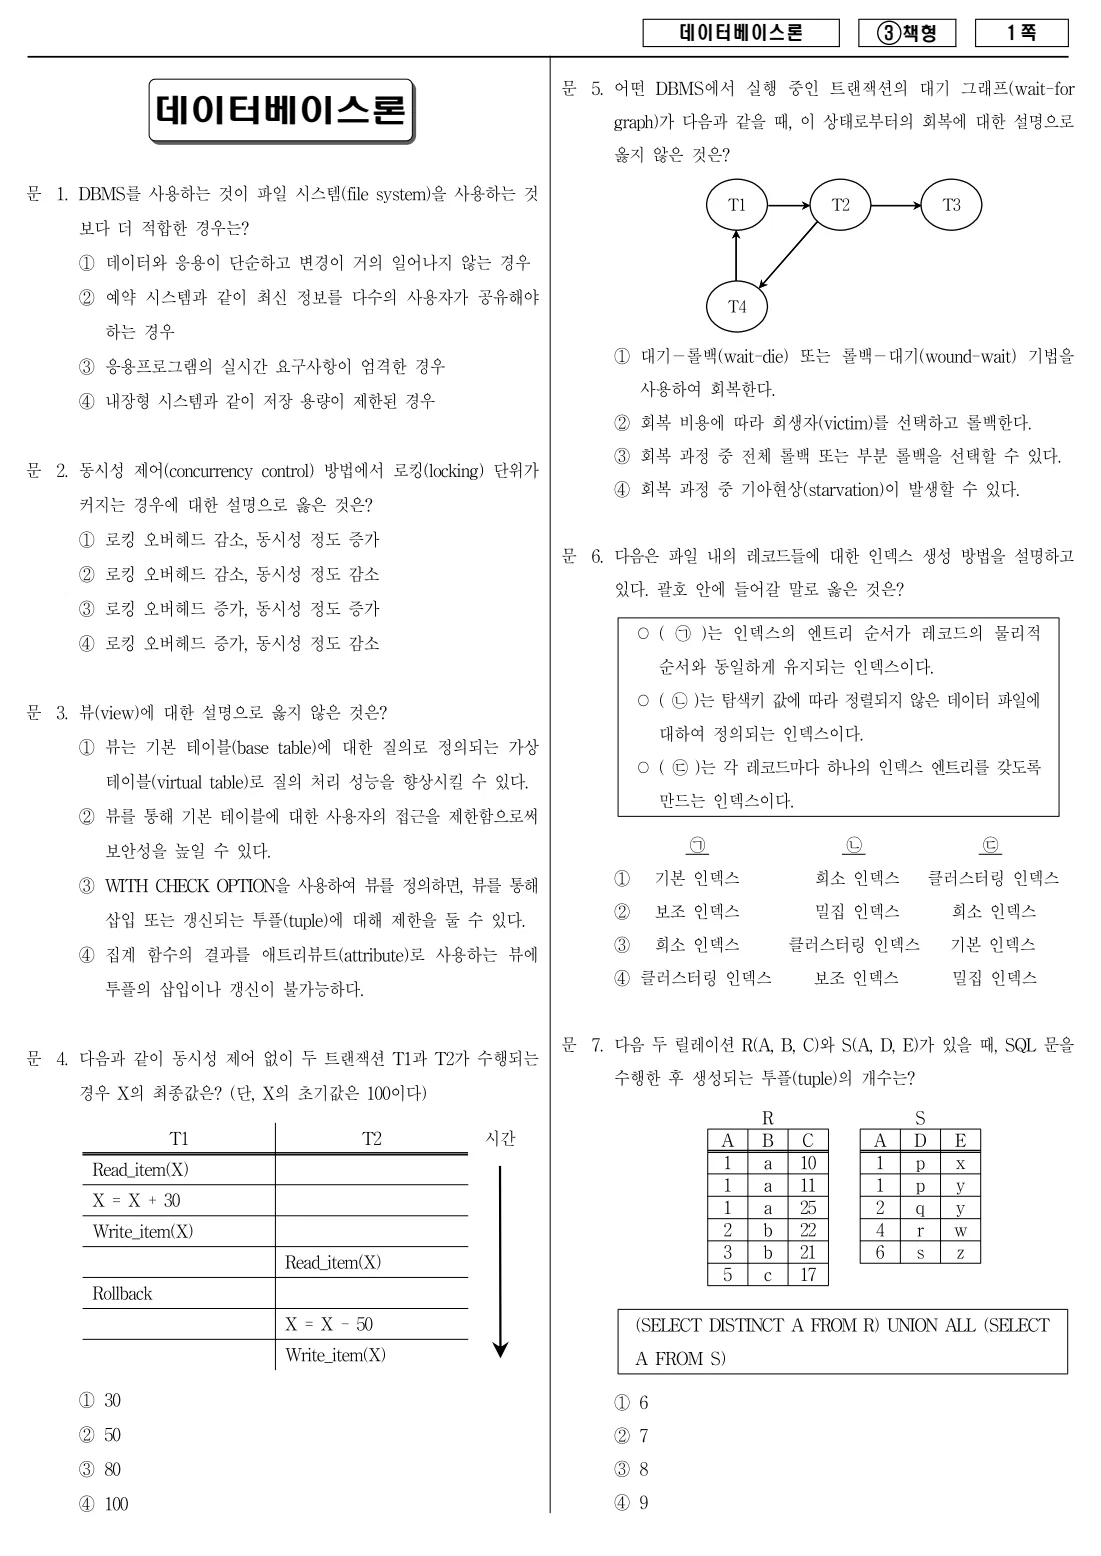 데이터베이스론 ③책형 1쪽
데이터베이스론
문 1. DBMS를 사용하는 것이 파일 시스템(file system)을 사용하는 것
보다 더 적합한 경우는?
① 데이터와 응용이 단순하고 변경이 거의 일어나지 않는 경우
② 예약 시스템과 같이 최신 정보를 다수의 사용자가 공유해야
하는 경우
③ 응용프로그램의 실시간 요구사항이 엄격한 경우
④ 내장형 시스템과 같이 저장 용량이 제한된 경우
문 2. 동시성 제어(concurrency control) 방법에서 로킹(locking) 단위가
커지는 경우에 대한 설명으로 옳은 것은?
① 로킹 오버헤드 감소, 동시성 정도 증가
② 로킹 오버헤드 감소, 동시성 정도 감소
③ 로킹 오버헤드 증가, 동시성 정도 증가
④ 로킹 오버헤드 증가, 동시성 정도 감소
문 3. 뷰(view)에 대한 설명으로 옳지 않은 것은?
① 뷰는 기본 테이블(base table)에 대한 질의로 정의되는 가상
테이블(virtual table)로 질의 처리 성능을 향상시킬 수 있다.
② 뷰를 통해 기본 테이블에 대한 사용자의 접근을 제한함으로써
보안성을 높일 수 있다.
③ WITH CHECK OPTION을 사용하여 뷰를 정의하면, 뷰를 통해
삽입 또는 갱신되는 투플(tuple)에 대해 제한을 둘 수 있다.
④ 집계 함수의 결과를 애트리뷰트(attribute)로 사용하는 뷰에
투플의 삽입이나 갱신이 불가능하다.
문 4. 다음과 같이 동시성 제어 없이 두 트랜잭션 T1과 T2가 수행되는
경우 X의 최종값은? (단, X의 초기값은 100이다)
T1 T2 시간
Read_item(X)
X = X + 30
Write_item(X)
Read_item(X)
Rollback
X = X - 50
Write_item(X)
① 30
② 50
③ 80
④ 100
문 5. 어떤 DBMS에서 실행 중인 트랜잭션의 대기 그래프(wait-for
graph)가 다음과 같을 때, 이 상태로부터의 회복에 대한 설명으로
옳지 않은 것은?
T1 T2 T3
T4
① 대기-롤백(wait-die) 또는 롤백-대기(wound-wait) 기법을
사용하여 회복한다.
② 회복 비용에 따라 희생자(victim)를 선택하고 롤백한다.
③ 회복 과정 중 전체 롤백 또는 부분 롤백을 선택할 수 있다.
④ 회복 과정 중 기아현상(starvation)이 발생할 수 있다.
문 6. 다음은 파일 내의 레코드들에 대한 인덱스 생성 방법을 설명하고
있다. 괄호 안에 들어갈 말로 옳은 것은?
○ ( ㉠ )는 인덱스의 엔트리 순서가 레코드의 물리적
순서와 동일하게 유지되는 인덱스이다.
○ ( ㉡ )는 탐색키 값에 따라 정렬되지 않은 데이터 파일에
대하여 정의되는 인덱스이다.
○ ( ㉢ )는 각 레코드마다 하나의 인덱스 엔트리를 갖도록
만드는 인덱스이다.
㉠ ㉡ ㉢
① 기본 인덱스 희소 인덱스 클러스터링 인덱스
② 보조 인덱스 밀집 인덱스 희소 인덱스
③ 희소 인덱스 클러스터링 인덱스 기본 인덱스
④ 클러스터링 인덱스 보조 인덱스 밀집 인덱스
문 7. 다음 두 릴레이션 R(A, B, C)와 S(A, D, E)가 있을 때, SQL 문을
수행한 후 생성되는 투플(tuple)의 개수는?
R S
A B C A D E
1 a 10 1 p x
1 a 11 1 p y
1 a 25 2 q y
2 b 22 4 r w
3 b 21 6 s z
5 c 17
(SELECT DISTINCT A FROM R) UNION ALL (SELECT
A FROM S)
① 6
② 7
③ 8
④ 9